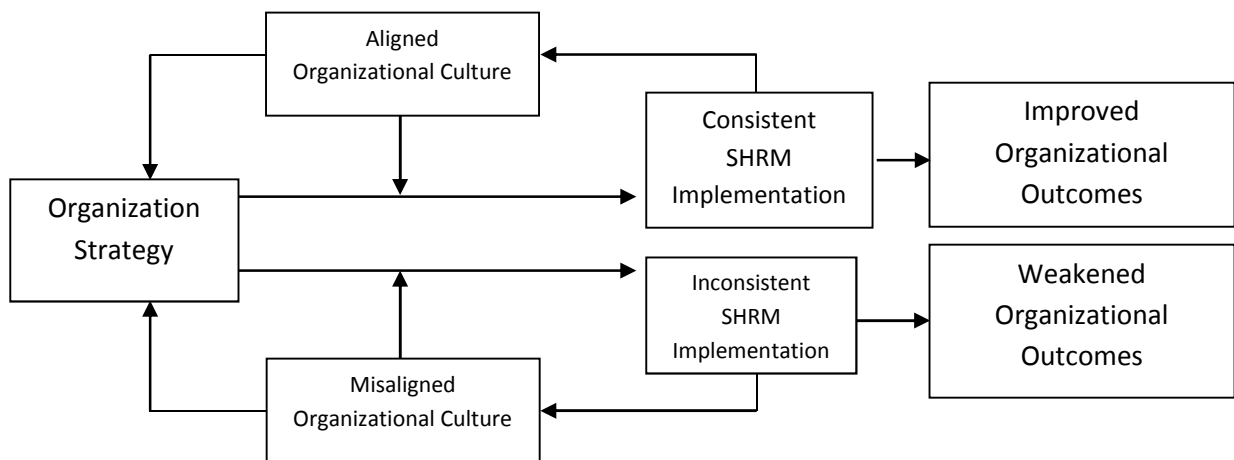 Aligned
Organizational Culture
Consistent
SHRM
Implementation
Improved
Organizational
Outcomes
Organization
Strategy
Inconsistent
SHRM
Implementation
Weakened
Organizational
Outcomes
Misaligned
Organizational Culture